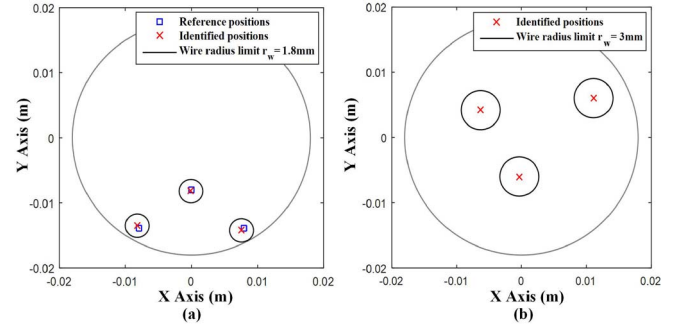 Reference positions
Identified positions
Wire radius limit r_w = 1.8mm
0.02
0.01
0
-0.01
-0.02
Y Axis (m)
-0.02
-0.01
0
0.01
0.02
X Axis (m)
(a)
Identified positions
Wire radius limit r_w = 3mm
0.02
0.01
0
-0.01
-0.02
Y Axis (m)
-0.02
-0.01
0
0.01
0.02
X Axis (m)
(b)